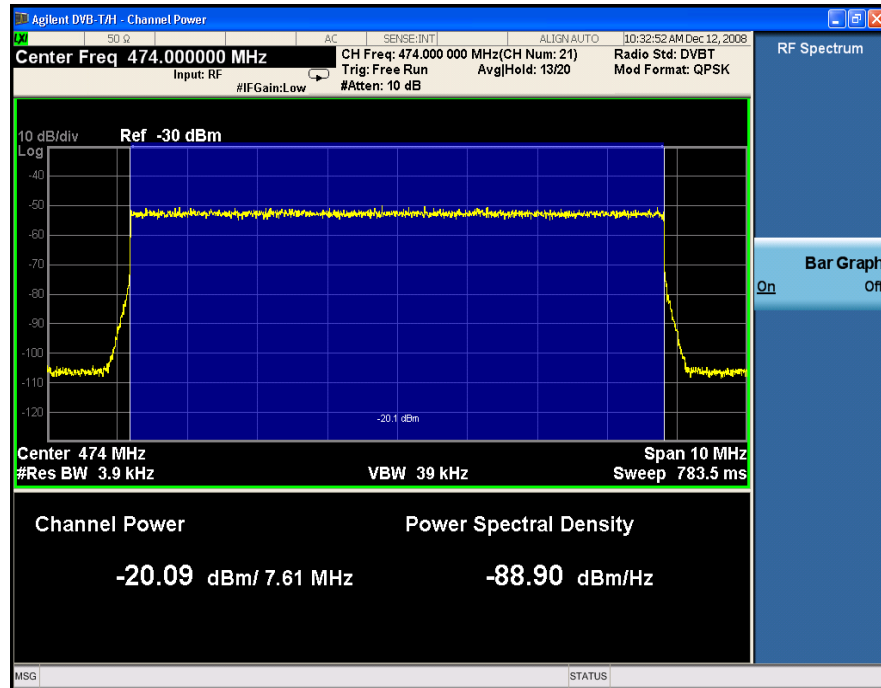 Agilent DVB-T/H - Channel Power
LXI 50 Ω AC SENSE:INT ALIGN AUTO 10:32:52 AM Dec 12, 2008
Center Freq 474.000000 MHz
Input: RF
#IFGain:Low
CH Freq: 474.000 000 MHz(CH Num: 21)
Trig: Free Run Avg|Hold: 13/20
#Atten: 10 dB
Radio Std: DVBT
Mod Format: QPSK
RF Spectrum
10 dB/div Ref -30 dBm
Log
-40
-50
-60
-70
-80
-90
-100
-110
-120
-20.1 dBm
Bar Graph
On Off
Center 474 MHz Span 10 MHz
#Res BW 3.9 kHz VBW 39 kHz Sweep 783.5 ms
Channel Power Power Spectral Density
-20.09 dBm/ 7.61 MHz -88.90 dBm/Hz
MSG STATUS